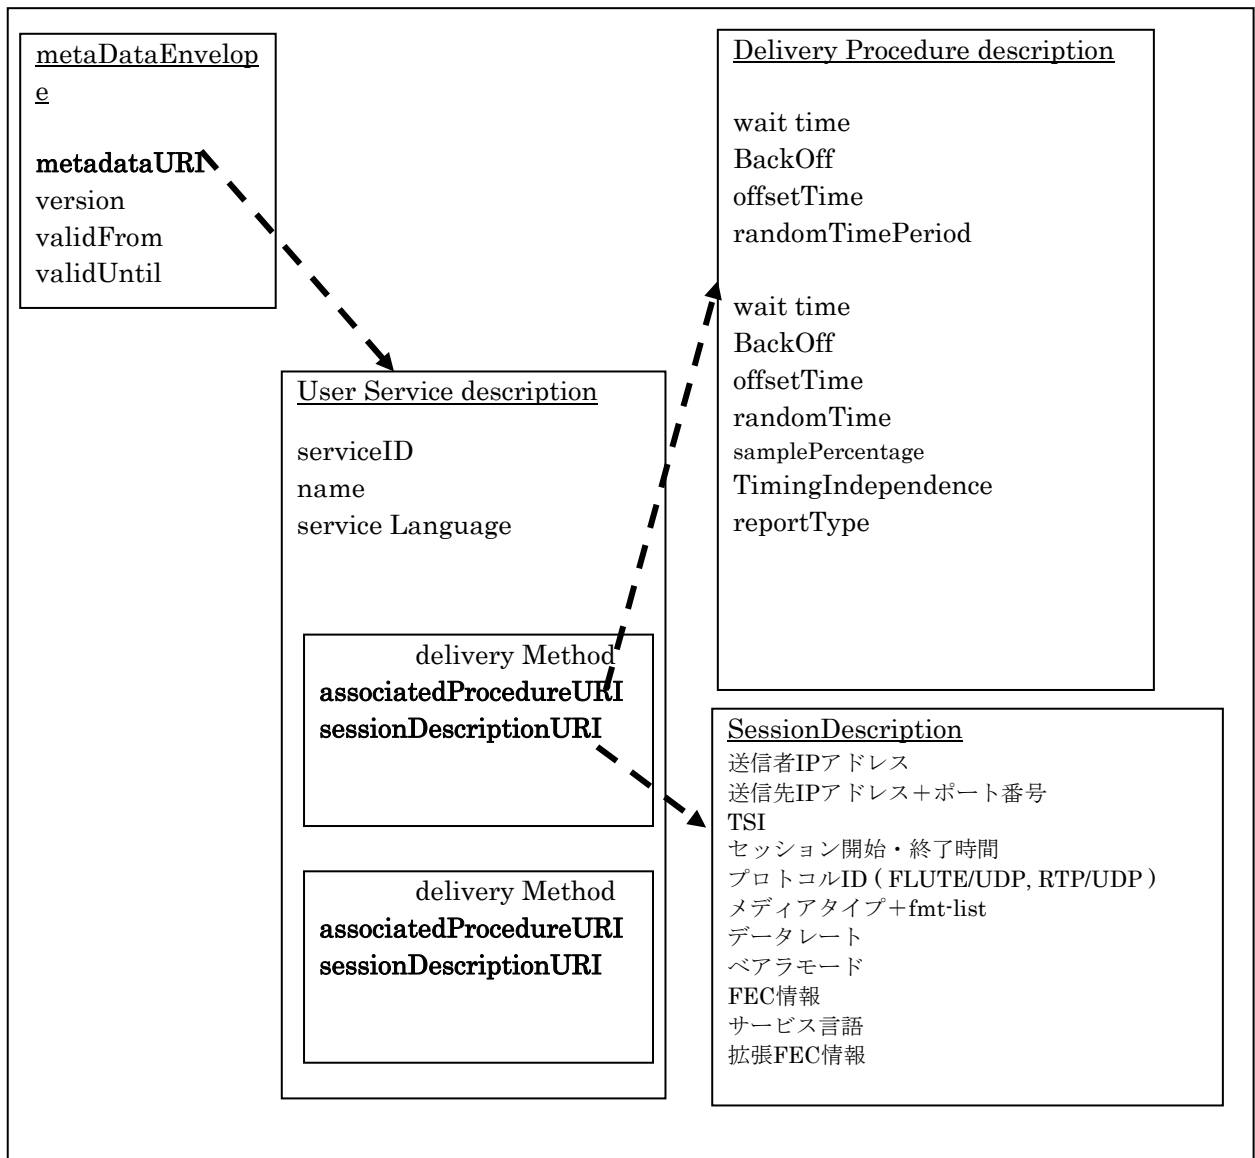 metaDataEnvelop
e
metadataURI
version
validFrom
validUntil
User Service description
serviceID
name
service Language
delivery Method
associatedProcedureURI
sessionDescriptionURI
delivery Method
associatedProcedureURI
sessionDescriptionURI
Delivery Procedure description
wait time
BackOff
offsetTime
randomTimePeriod
wait time
BackOff
offsetTime
randomTime
samplePercentage
TimingIndependence
reportType
SessionDescription
送信者IPアドレス
送信先IPアドレス＋ポート番号
TSI
セッション開始・終了時間
プロトコルID ( FLUTE/UDP, RTP/UDP )
メディアタイプ＋fmt-list
データレート
ベアラモード
FEC情報
サービス言語
拡張FEC情報